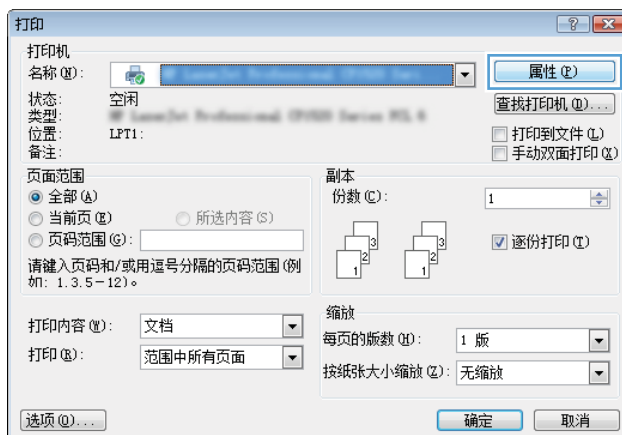 打印
打印机
名称(N):
属性(P)
状态: 空闲
查找打印机(D)...
类型:
位置: LPT1:
打印到文件(L)
备注:
手动双面打印(X)
页面范围
全部(A)
当前页(E) 所选内容(S)
页码范围(G):
请键入页码和/或用逗号分隔的页码范围(例
如: 1.3.5-12)。
副本
份数(C): 1
逐份打印(T)
3
2
1
3
2
1
打印内容(W): 文档
打印(R): 范围中所有页面
缩放
每页的版数(H): 1 版
按纸张大小缩放(Z): 无缩放
选项(O)... 确定 取消